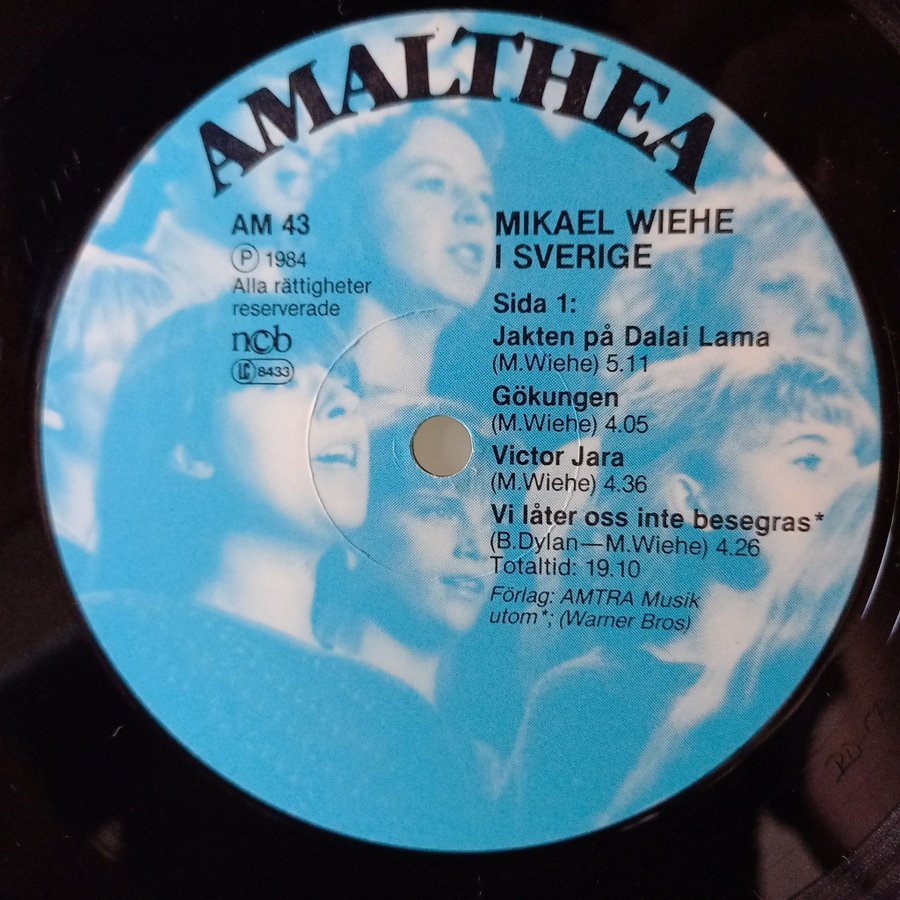 AMALTHEA
AM 43
Ⓟ 1984
Alla rättigheter
reserverade
ncb
LC 8433
MIKAEL WIEHE
I SVERIGE
Sida 1:
Jakten på Dalai Lama
(M.Wiehe) 5.11
Gökungen
(M.Wiehe) 4.05
Victor Jara
(M.Wiehe) 4.36
Vi låter oss inte besegras*
(B.Dylan—M.Wiehe) 4.26
Totaltid: 19.10
Förlag: AMTRA Musik
utom*; (Warner Bros)